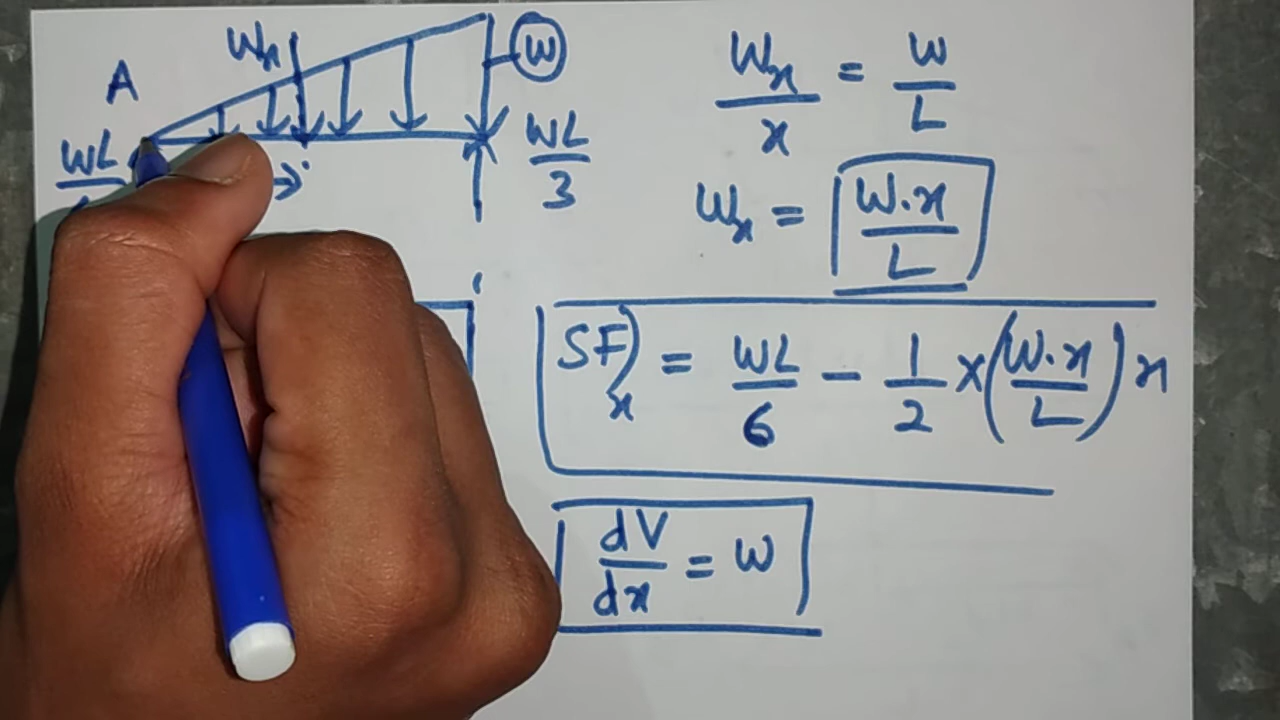 A
Wx
W
WL
WL/3
Wx/x = W/L
Wx = W.x/L
SF)x = WL/6 - 1/2 x (W.x/L) x
dV/dx = W